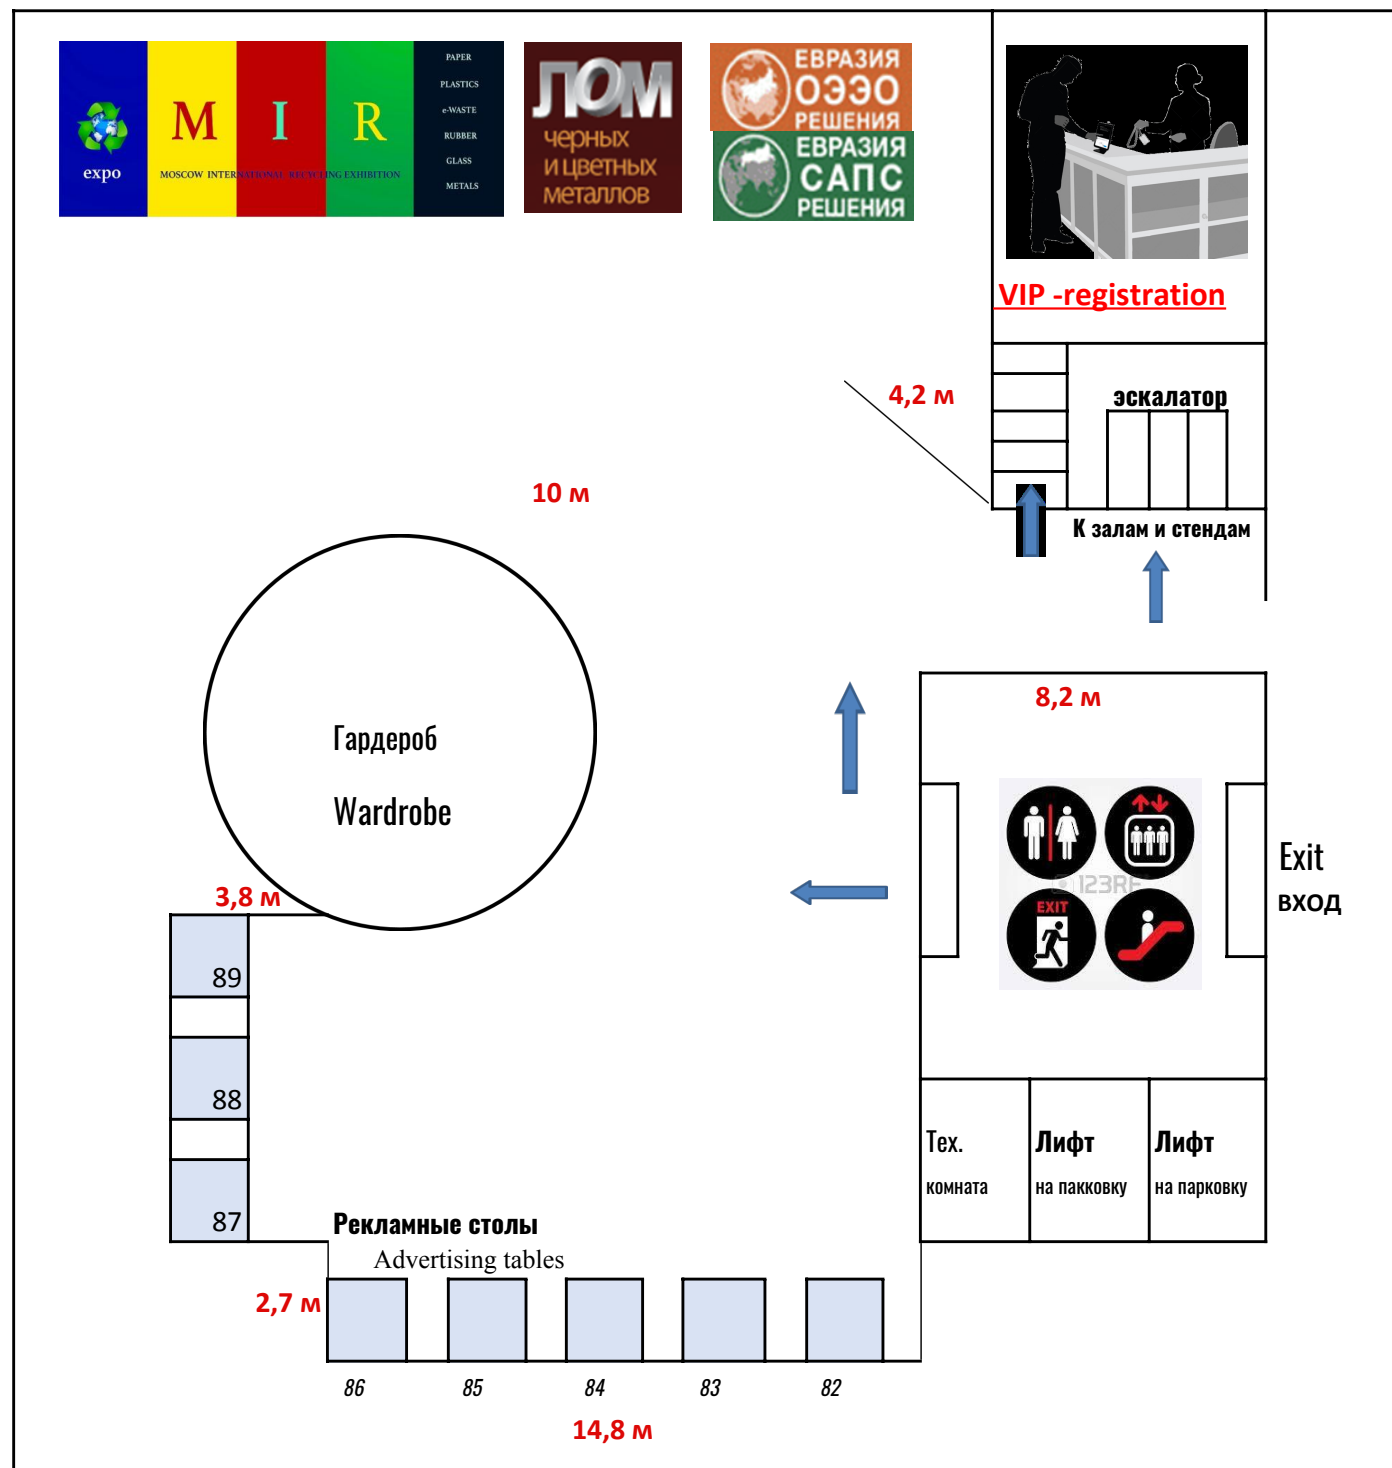 expo
M I R
MOSCOW INTERNATIONAL RECYCLING EXHIBITION
PAPER
PLASTICS
e-WASTE
RUBBER
GLASS
METALS
ЛОМ
черных
и цветных
металлов
ЕВРАЗИЯ
ОЭЭО
РЕШЕНИЯ
ЕВРАЗИЯ
САПС
РЕШЕНИЯ
VIP -registration
4,2 м
эскалатор
10 м
К залам и стендам
8,2 м
Гардероб
Wardrobe
EXIT
123RF
Exit
вход
3,8 м
89
88
87
Тех.
комната
Лифт
на пакковку
Лифт
на парковку
Рекламные столы
Advertising tables
2,7 м
86 85 84 83 82
14,8 м